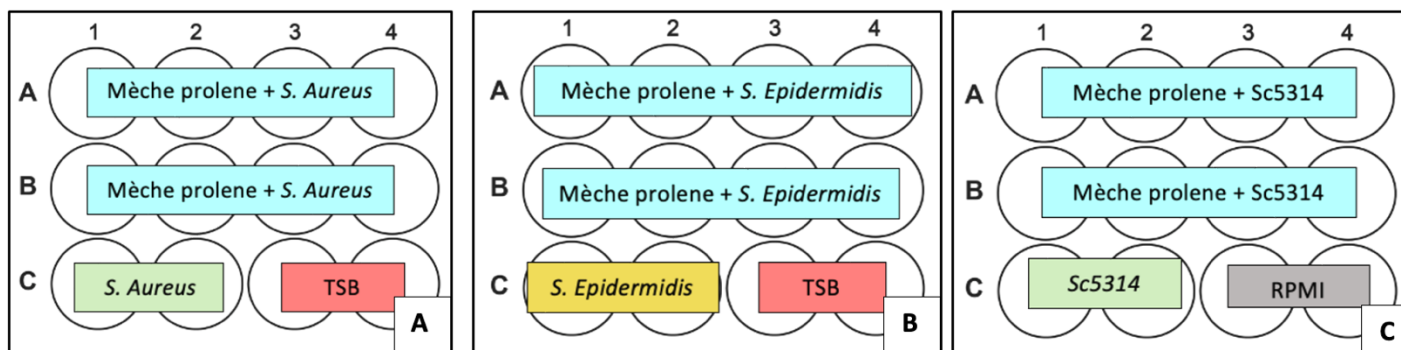 1 2 3 4
A Mèche prolene + S. Aureus
B Mèche prolene + S. Aureus
C S. Aureus TSB
A
1 2 3 4
A Mèche prolene + S. Epidermidis
B Mèche prolene + S. Epidermidis
C S. Epidermidis TSB
B
1 2 3 4
A Mèche prolene + Sc5314
B Mèche prolene + Sc5314
C Sc5314 RPMI
C